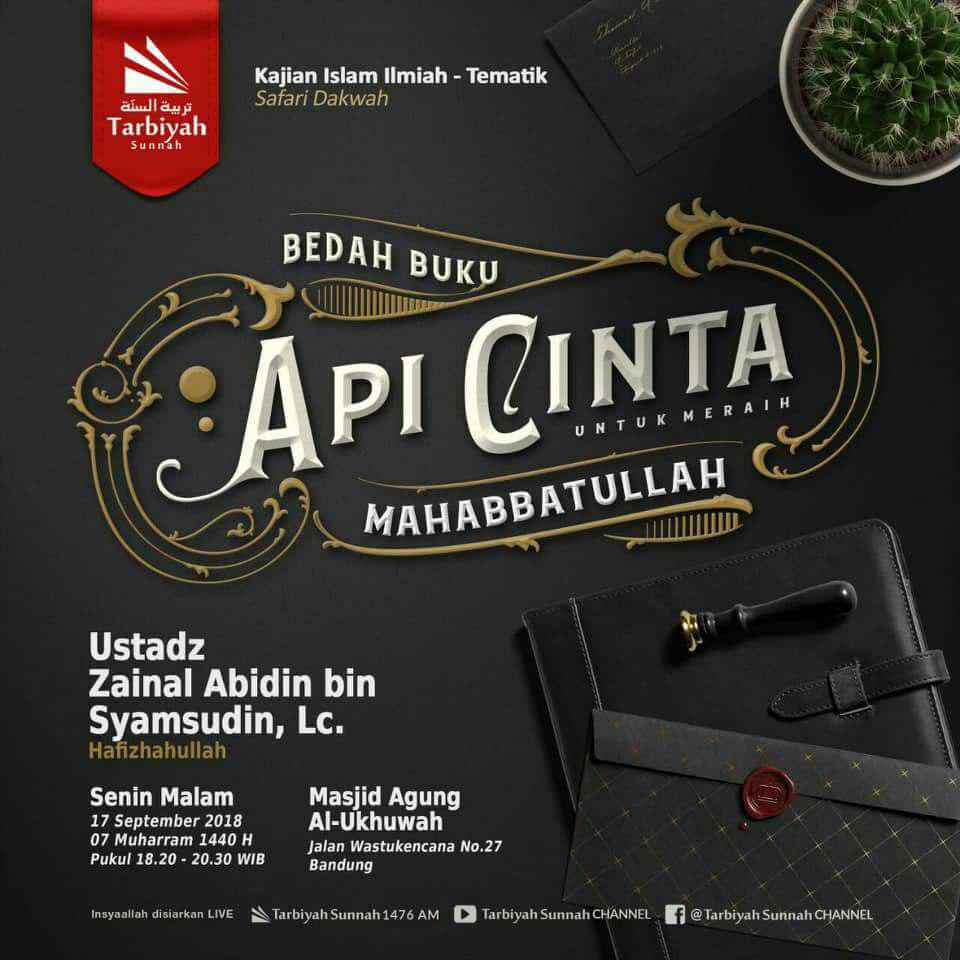 تربية السنّة
Tarbiyah
Sunnah
Kajian Islam Ilmiah - Tematik
Safari Dakwah
BEDAH BUKU
API CINTA
UNTUK MERAIH
MAHABBATULLAH
Ustadz
Zainal Abidin bin
Syamsudin, Lc.
Hafizhahullah
Senin Malam
17 September 2018
07 Muharram 1440 H
Pukul 18.20 - 20.30 WIB
Masjid Agung
Al-Ukhuwah
Jalan Wastukencana No.27
Bandung
Insyaallah disiarkan LIVE Tarbiyah Sunnah 1476 AM Tarbiyah Sunnah CHANNEL @Tarbiyah Sunnah CHANNEL